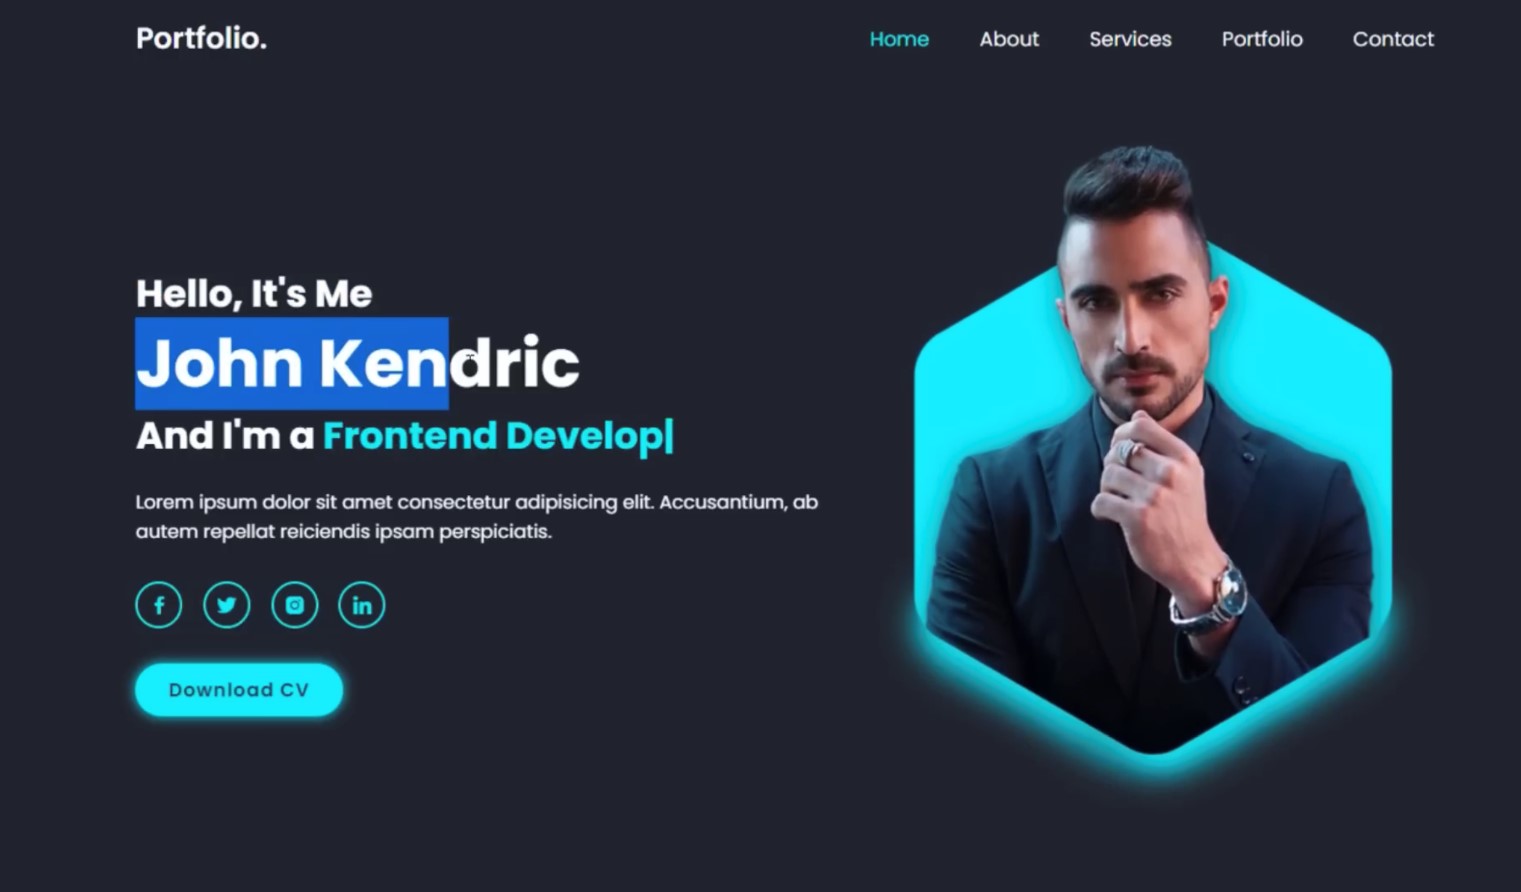 Portfolio.
Home About Services Portfolio Contact
Hello, It's Me
John Kendric
And I'm a Frontend Develop|
Lorem ipsum dolor sit amet consectetur adipisicing elit. Accusantium, ab
autem repellat reiciendis ipsam perspiciatis.
Download CV